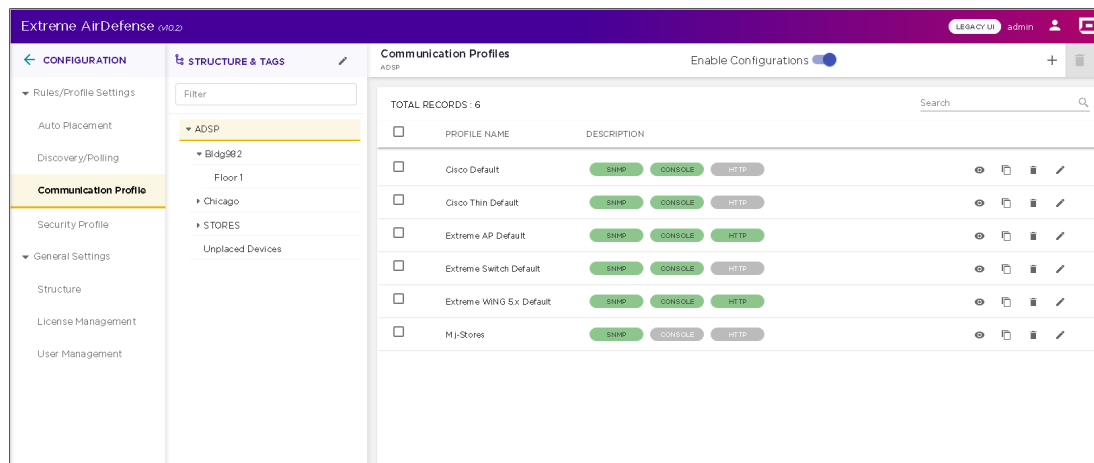 Extreme AirDefense (v10.2)
LEGACY UI admin
CONFIGURATION
Rules/Profile Settings
Auto Placement
Discovery/Polling
Communication Profile
Security Profile
General Settings
Structure
License Management
User Management
STRUCTURE & TAGS
Filter
ADSP
Bldg982
Floor 1
Chicago
STORES
Unplaced Devices
Communication Profiles
ADSP
Enable Configurations
TOTAL RECORDS : 6
Search
PROFILE NAME DESCRIPTION
Cisco Default SNMP CONSOLE HTTP
Cisco Thin Default SNMP CONSOLE HTTP
Extreme AP Default SNMP CONSOLE HTTP
Extreme Switch Default SNMP CONSOLE HTTP
Extreme WiNG 5.x Default SNMP CONSOLE HTTP
Mj-Stores SNMP CONSOLE HTTP